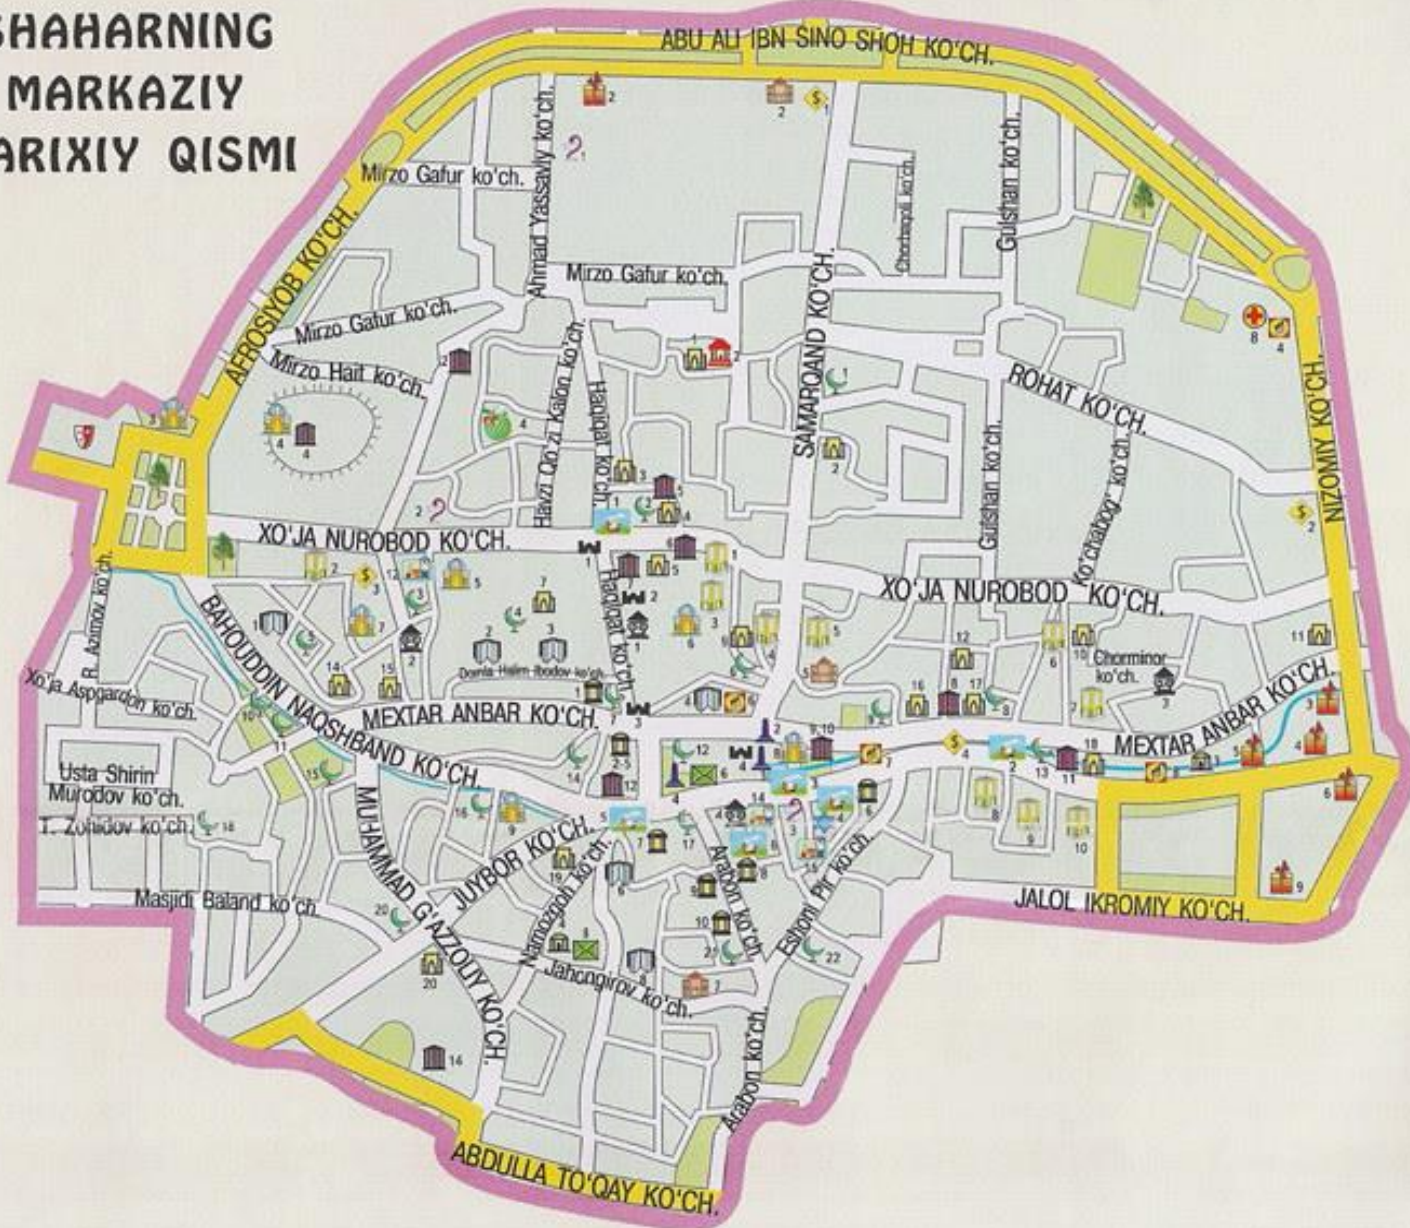 SHAHARNING
MARKAZIY
ARIXIY QISMI
ABU ALI IBN SINO SHOH KO'CH.
Mirzo Gafur ko'ch.
Ahmad Yassaviy ko'ch.
Gulshan ko'ch.
AFROSIYOB KO'CH.
Mirzo Gafur ko'ch.
Mirzo Gafur ko'ch.
Mirzo Hait ko'ch.
SAMARQAND KO'CH.
ROHAT KO'CH.
NIZOMIY KO'CH.
Havzi Qo'zi Kalon ko'ch.
Haqiqat ko'ch.
Gulshan ko'ch.
Ko'chabog' ko'ch.
XO'JA NUROBOD KO'CH.
XO'JA NUROBOD KO'CH.
R. Azimov ko'ch.
BAHOUDDIN NAQSHBAND KO'CH.
Haqiqat ko'ch.
Domla Halim Ibodov ko'ch.
Chorminor
ko'ch.
Xo'ja Aspgardon ko'ch.
MEXTAR ANBAR KO'CH.
MEXTAR ANBAR KO'CH.
Usta Shirin
Murodov ko'ch.
T. Zohidov ko'ch.
MUHAMMAD G'AZZOLIY KO'CH.
JUYBOR KO'CH.
Namozgoh ko'ch.
Arabon ko'ch.
Eshoni Pir ko'ch.
Masjidi Baland ko'ch.
JALOL IKROMIY KO'CH.
Jahongirov ko'ch.
Arabon ko'ch.
ABDULLA TO'QAY KO'CH.